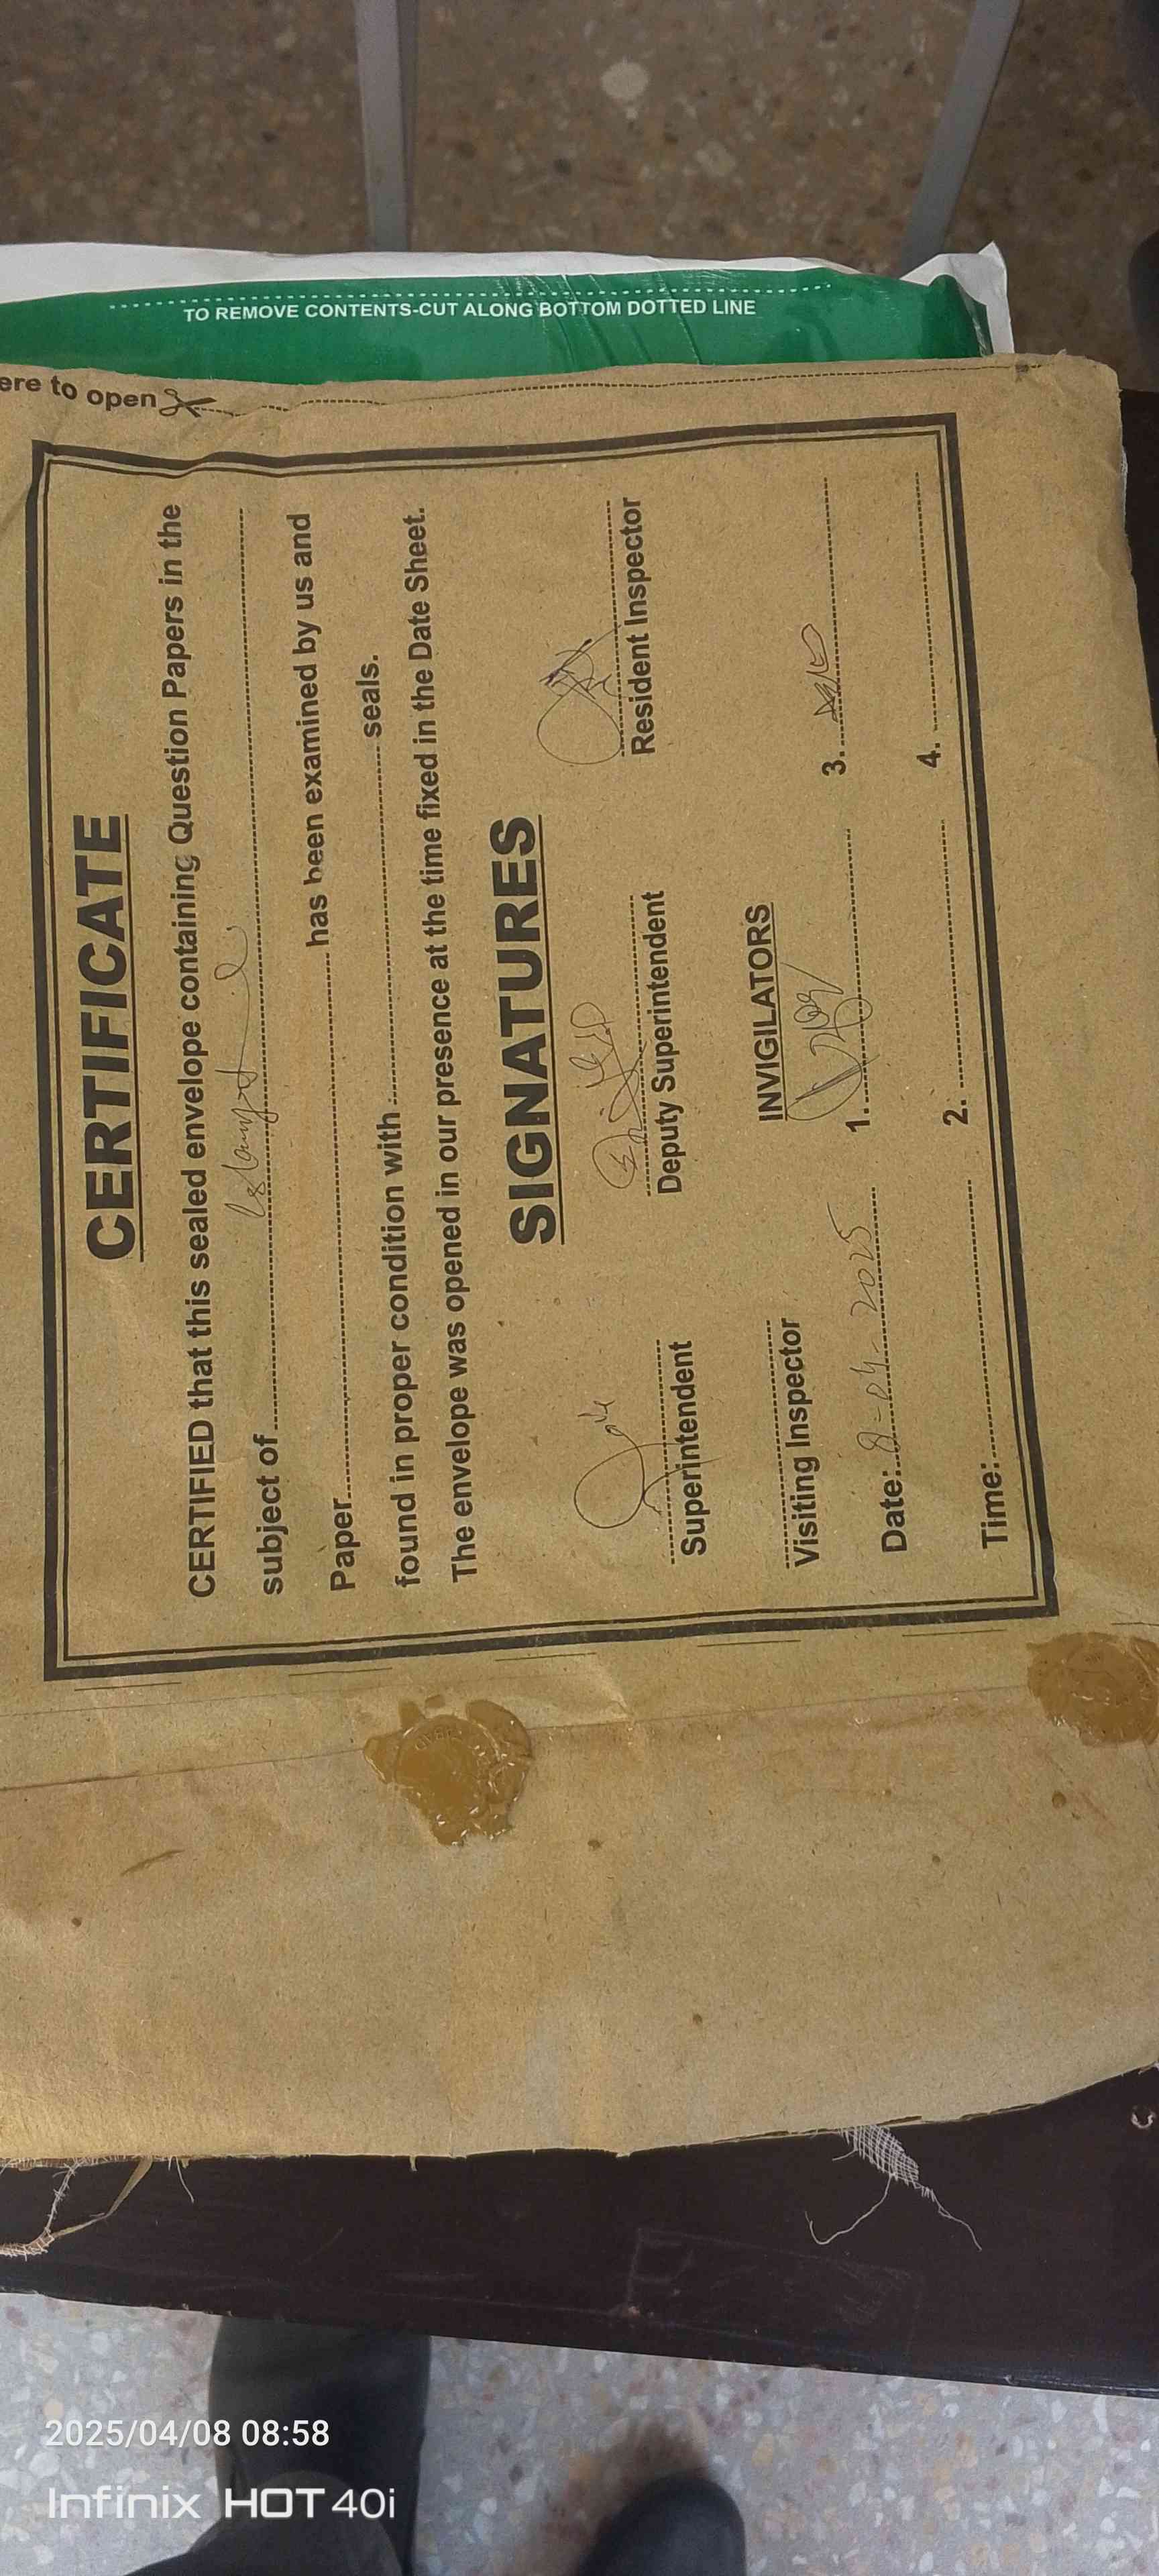 TO REMOVE CONTENTS-CUT ALONG BOTTOM DOTTED LINE
ere to open
CERTIFICATE
CERTIFIED that this sealed envelope containing Question Papers in the
subject of
Paper has been examined by us and
found in proper condition with seals.
The envelope was opened in our presence at the time fixed in the Date Sheet.
SIGNATURES
Superintendent Deputy Superintendent Resident Inspector
INVIGILATORS
Visiting Inspector
Date: 8-04-2025 1. 3.
Time: 2. 4.
2025/04/08 08:58
Infinix HOT 40i